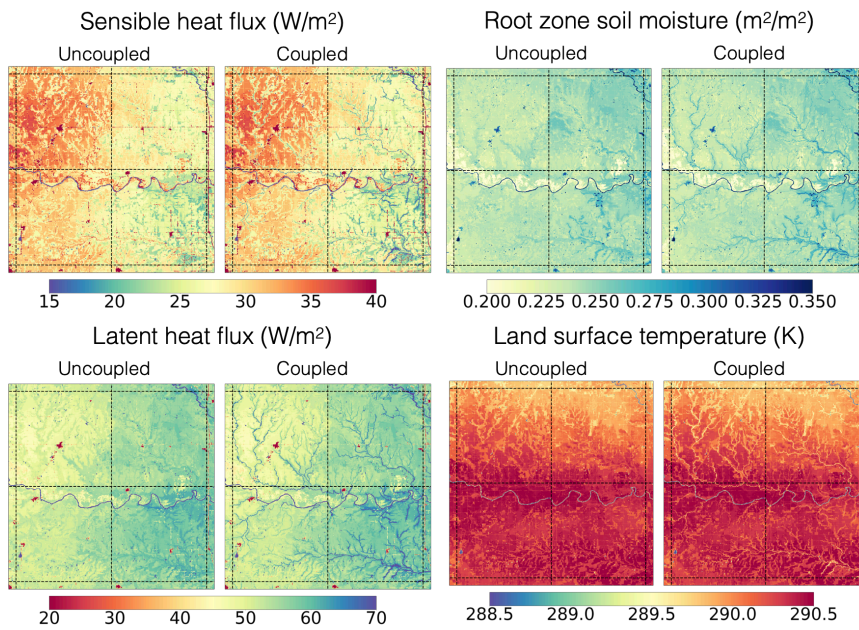 Sensible heat flux (W/m²)
Uncoupled Coupled
15 20 25 30 35 40
Root zone soil moisture (m²/m²)
Uncoupled Coupled
0.200 0.225 0.250 0.275 0.300 0.325 0.350
Latent heat flux (W/m²)
Uncoupled Coupled
20 30 40 50 60 70
Land surface temperature (K)
Uncoupled Coupled
288.5 289.0 289.5 290.0 290.5